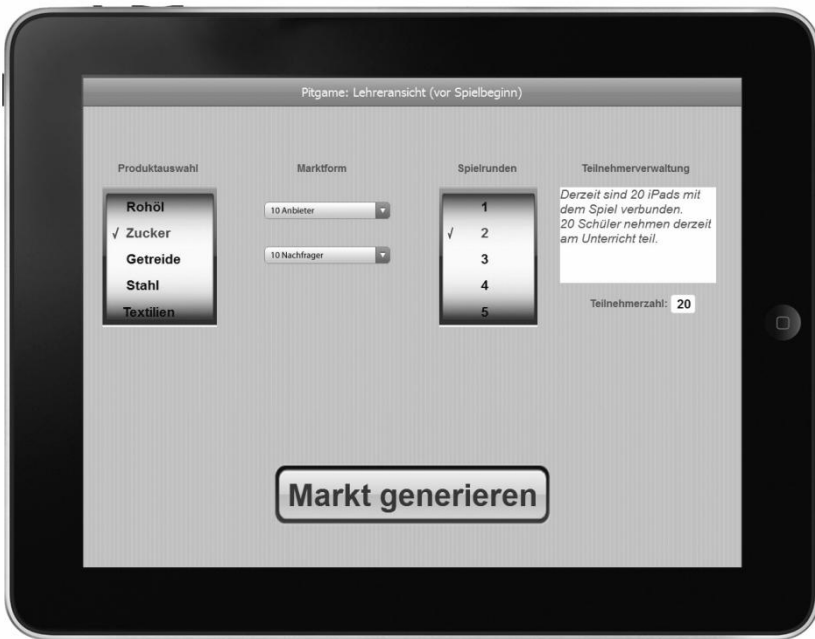 Pitgame: Lehreransicht (vor Spielbeginn)
Produktauswahl
Rohöl
√ Zucker
Getreide
Stahl
Textilien
Marktform
10 Anbieter
10 Nachfrager
Spielrunden
1
√ 2
3
4
5
Teilnehmerverwaltung
Derzeit sind 20 iPads mit
dem Spiel verbunden.
20 Schüler nehmen derzeit
am Unterricht teil.
Teilnehmerzahl: 20
Markt generieren